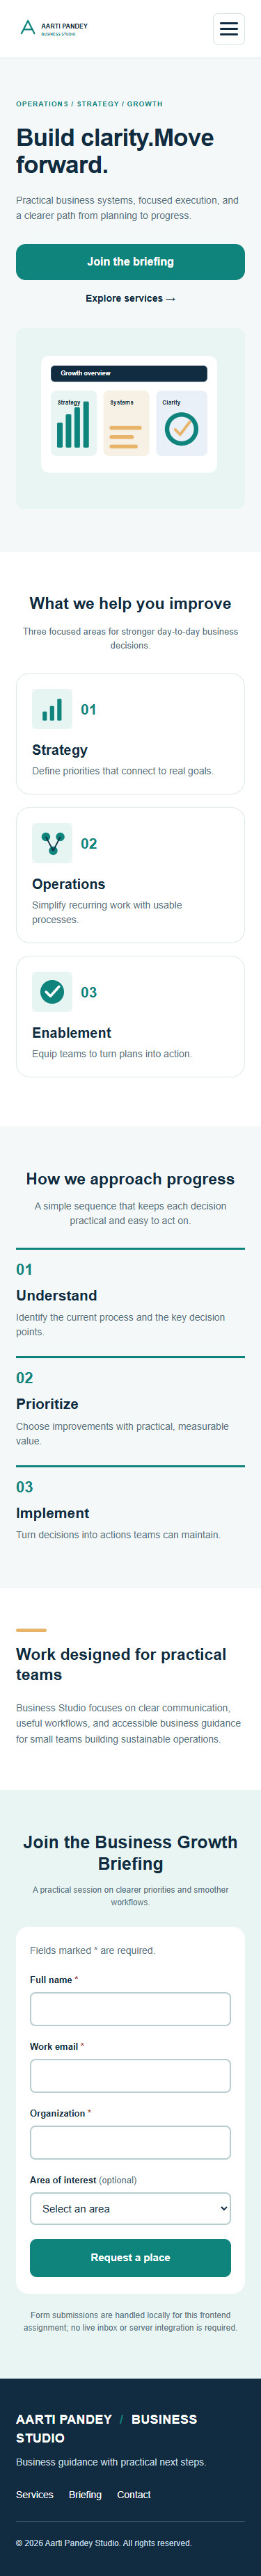 AARTI PANDEY
BUSINESS STUDIO
OPERATIONS / STRATEGY / GROWTH
Build clarity.Move
forward.
Practical business systems, focused execution, and
a clearer path from planning to progress.
Join the briefing
Explore services →
Growth overview
Strategy
Systems
Clarity
What we help you improve
Three focused areas for stronger day-to-day business
decisions.
01
Strategy
Define priorities that connect to real goals.
02
Operations
Simplify recurring work with usable
processes.
03
Enablement
Equip teams to turn plans into action.
How we approach progress
A simple sequence that keeps each decision
practical and easy to act on.
01
Understand
Identify the current process and the key decision
points.
02
Prioritize
Choose improvements with practical, measurable
value.
03
Implement
Turn decisions into actions teams can maintain.
Work designed for practical
teams
Business Studio focuses on clear communication,
useful workflows, and accessible business guidance
for small teams building sustainable operations.
Join the Business Growth
Briefing
A practical session on clearer priorities and smoother
workflows.
Fields marked * are required.
Full name *
Work email *
Organization *
Area of interest (optional)
Select an area
Request a place
Form submissions are handled locally for this frontend
assignment; no live inbox or server integration is required.
AARTI PANDEY / BUSINESS
STUDIO
Business guidance with practical next steps.
Services Briefing Contact
© 2026 Aarti Pandey Studio. All rights reserved.